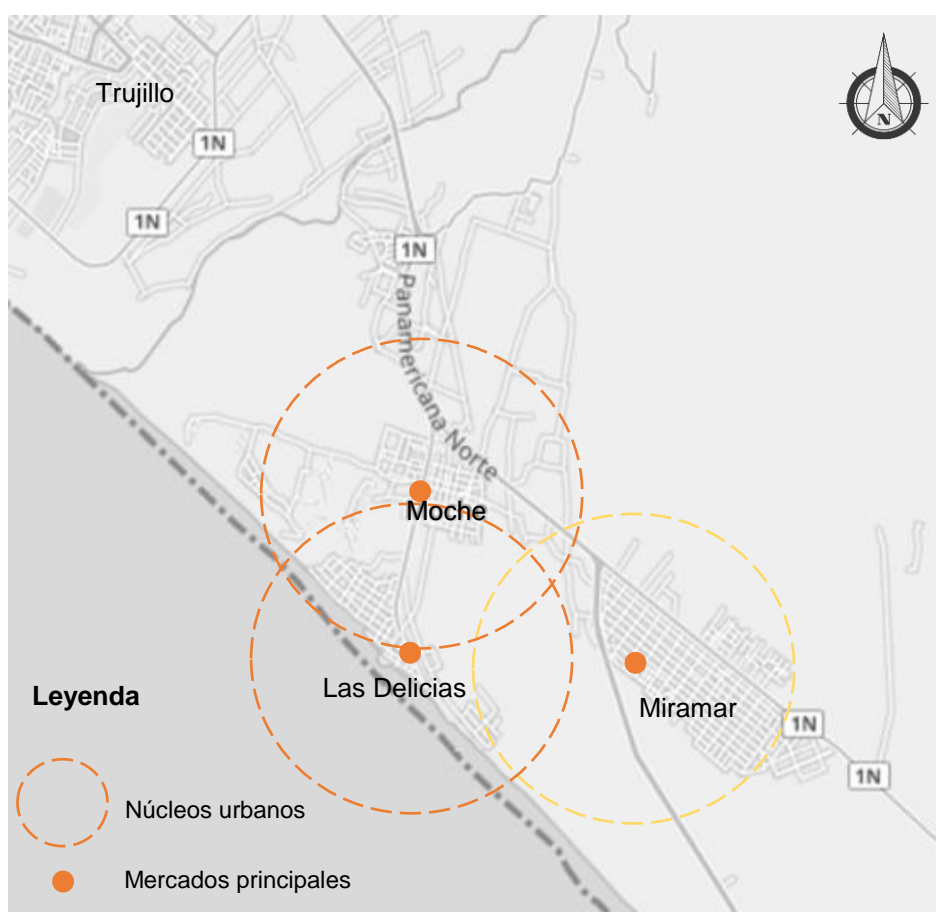 Trujillo
N
1N
1N
1N
Panamericana Norte
Moche
Las Delicias
Miramar
1N
1N
Leyenda
Núcleos urbanos
Mercados principales